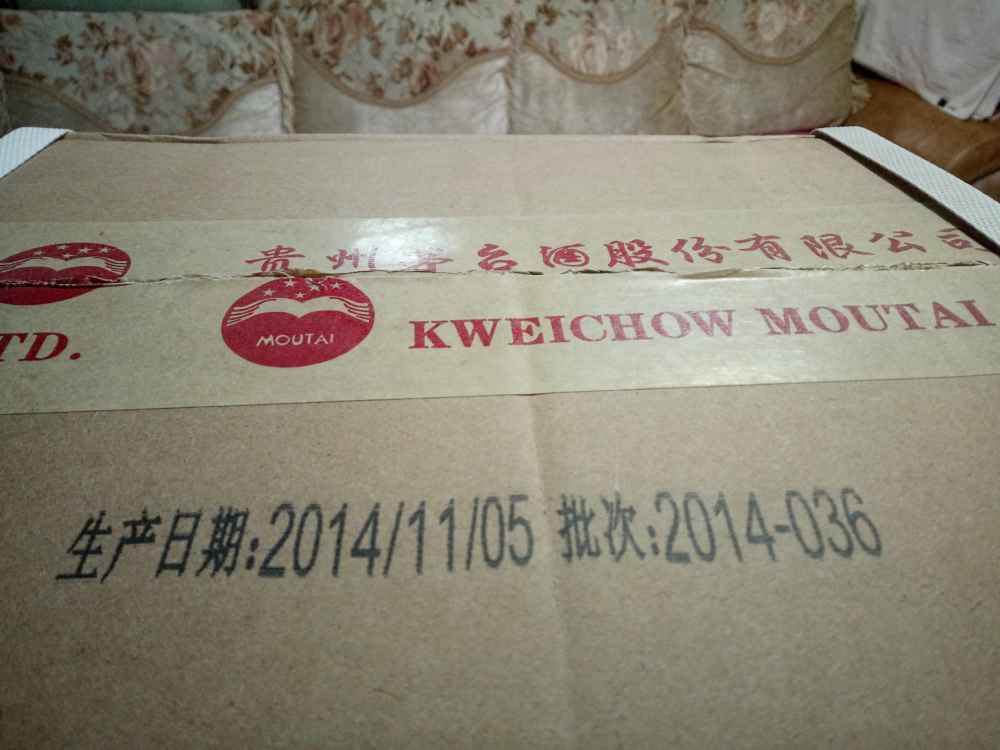 贵州茅台酒股份有限公司
TD.
MOUTAI
KWEICHOW MOUTAI
生产日期:2014/11/05 批次:2014-036